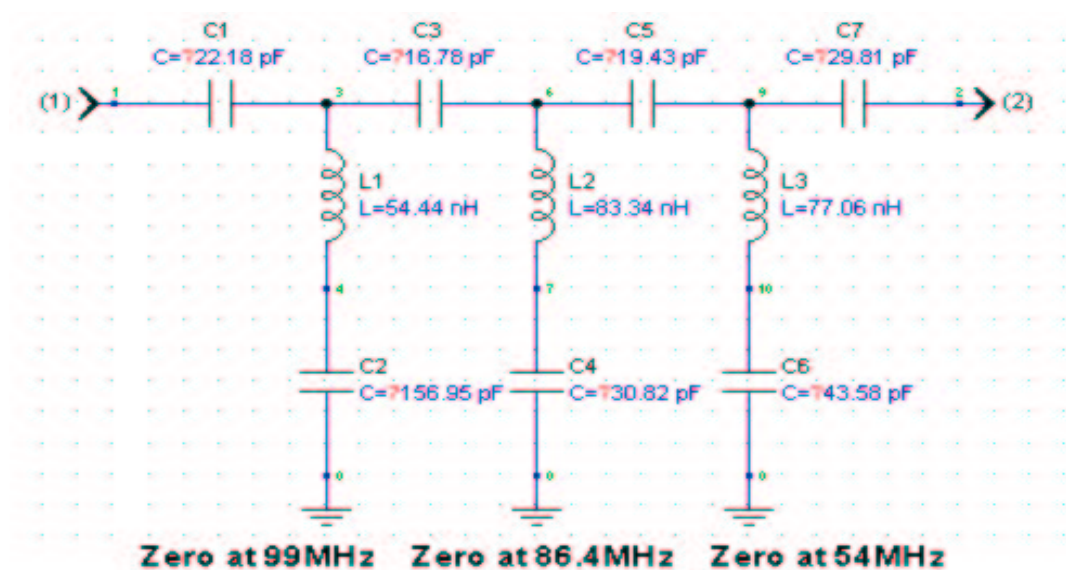 C1 C3 C5 C7
C=?22.18 pF C=?16.78 pF C=?19.43 pF C=?29.81 pF
(1) 1 3 6 9 2 (2)
L1 L2 L3
L=54.44 nH L=83.34 nH L=77.06 nH
4 7 10
C2 C4 C6
C=?156.95 pF C=?30.82 pF C=?43.58 pF
0 0 0
Zero at 99MHz Zero at 86.4MHz Zero at 54MHz